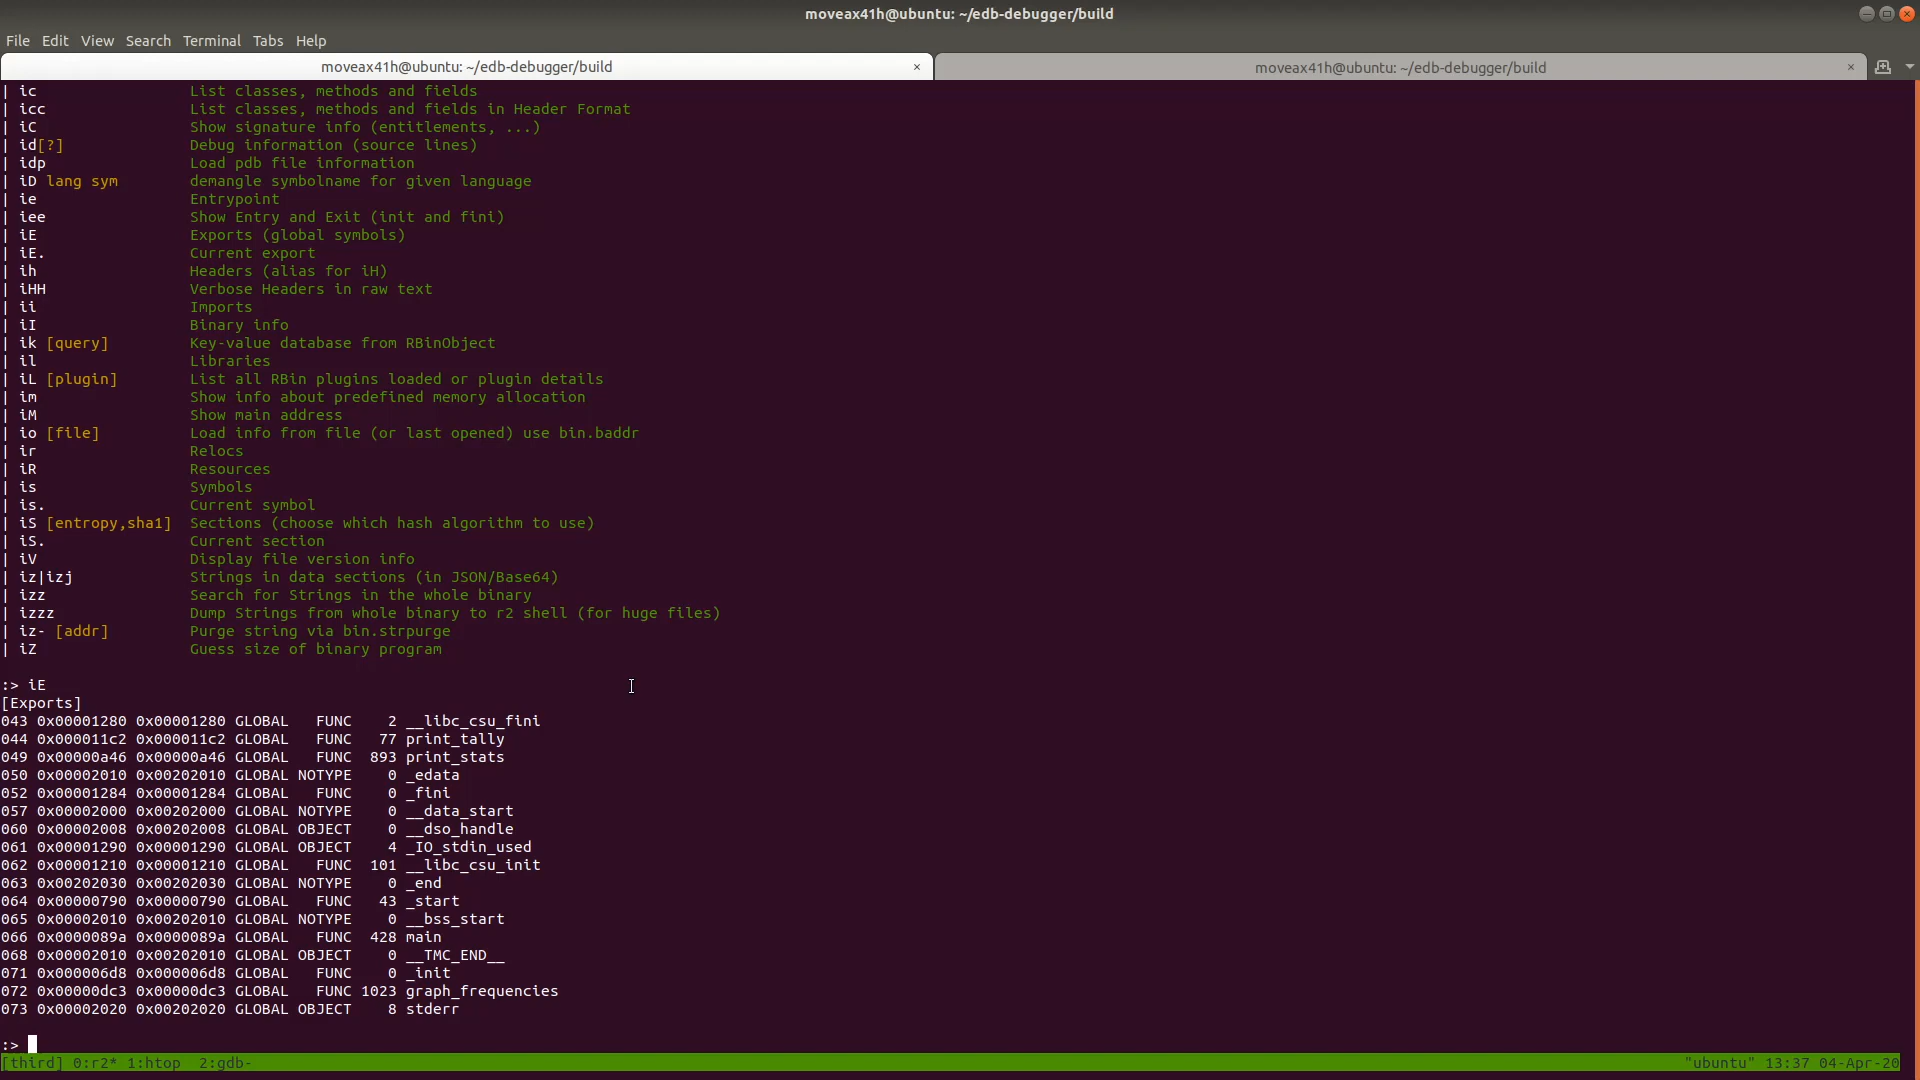 moveax41h@ubuntu: ~/edb-debugger/build
File Edit View Search Terminal Tabs Help
moveax41h@ubuntu: ~/edb-debugger/build × moveax41h@ubuntu: ~/edb-debugger/build ×
| ic                 List classes, methods and fields
| icc                List classes, methods and fields in Header Format
| iC                 Show signature info (entitlements, ...)
| id[?]              Debug information (source lines)
| idp                Load pdb file information
| iD lang sym        demangle symbolname for given language
| ie                 Entrypoint
| iee                Show Entry and Exit (init and fini)
| iE                 Exports (global symbols)
| iE.                Current export
| ih                 Headers (alias for iH)
| iHH                Verbose Headers in raw text
| ii                 Imports
| iI                 Binary info
| ik [query]         Key-value database from RBinObject
| il                 Libraries
| iL [plugin]        List all RBin plugins loaded or plugin details
| im                 Show info about predefined memory allocation
| iM                 Show main address
| io [file]          Load info from file (or last opened) use bin.baddr
| ir                 Relocs
| iR                 Resources
| is                 Symbols
| is.                Current symbol
| iS [entropy,sha1]  Sections (choose which hash algorithm to use)
| iS.                Current section
| iV                 Display file version info
| iz|izj             Strings in data sections (in JSON/Base64)
| izz                Search for Strings in the whole binary
| izzz               Dump Strings from whole binary to r2 shell (for huge files)
| iz- [addr]         Purge string via bin.strpurge
| iZ                 Guess size of binary program
:> iE
[Exports]
043 0x00001280 0x00001280 GLOBAL   FUNC    2 __libc_csu_fini
044 0x000011c2 0x000011c2 GLOBAL   FUNC   77 print_tally
049 0x00000a46 0x00000a46 GLOBAL   FUNC  893 print_stats
050 0x00002010 0x00202010 GLOBAL NOTYPE    0 _edata
052 0x00001284 0x00001284 GLOBAL   FUNC    0 _fini
057 0x00002000 0x00202000 GLOBAL NOTYPE    0 __data_start
060 0x00002008 0x00202008 GLOBAL OBJECT    0 __dso_handle
061 0x00001290 0x00001290 GLOBAL OBJECT    4 _IO_stdin_used
062 0x00001210 0x00001210 GLOBAL   FUNC  101 __libc_csu_init
063 0x00202030 0x00202030 GLOBAL NOTYPE    0 _end
064 0x00000790 0x00000790 GLOBAL   FUNC   43 _start
065 0x00002010 0x00202010 GLOBAL NOTYPE    0 __bss_start
066 0x0000089a 0x0000089a GLOBAL   FUNC  428 main
068 0x00002010 0x00202010 GLOBAL OBJECT    0 __TMC_END__
071 0x000006d8 0x000006d8 GLOBAL   FUNC    0 _init
072 0x00000dc3 0x00000dc3 GLOBAL   FUNC 1023 graph_frequencies
073 0x00002020 0x00202020 GLOBAL OBJECT    8 stderr
:>
[third] 0:r2* 1:htop  2:gdb- "ubuntu" 13:37 04-Apr-20